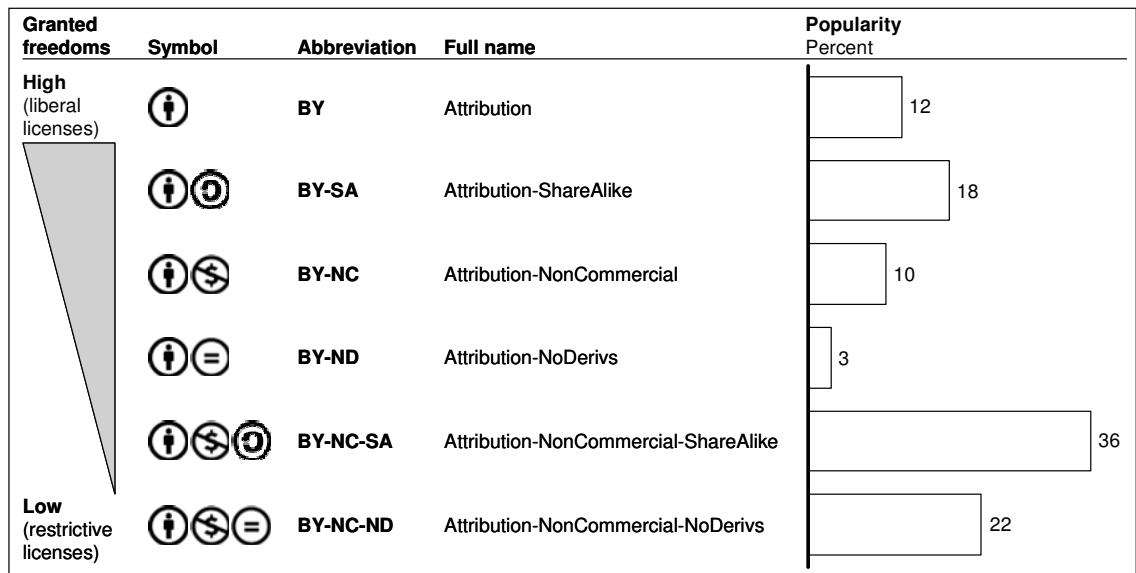 Granted
freedoms Symbol Abbreviation Full name Popularity
Percent
High
(liberal
licenses)
BY Attribution 12
BY-SA Attribution-ShareAlike 18
BY-NC Attribution-NonCommercial 10
BY-ND Attribution-NoDerivs 3
BY-NC-SA Attribution-NonCommercial-ShareAlike 36
Low
(restrictive
licenses)
BY-NC-ND Attribution-NonCommercial-NoDerivs 22